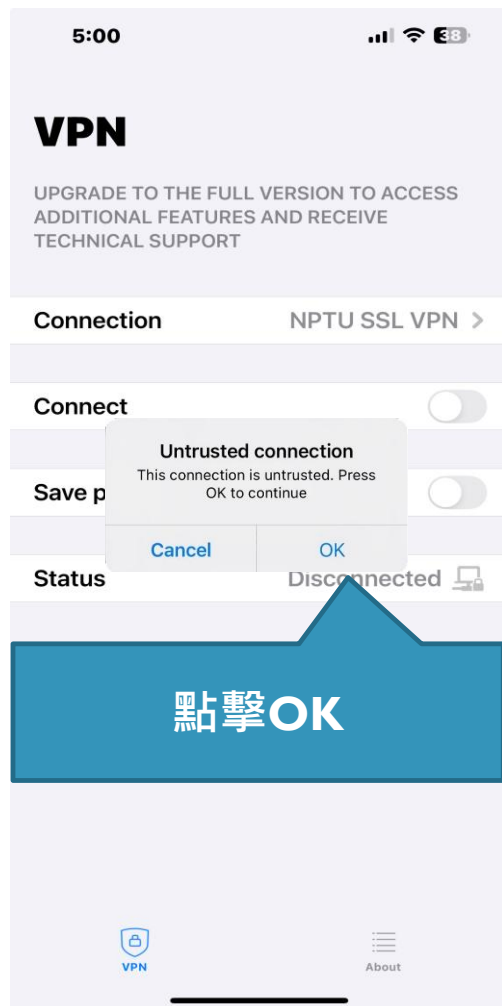 5:00
38
VPN
UPGRADE TO THE FULL VERSION TO ACCESS
ADDITIONAL FEATURES AND RECEIVE
TECHNICAL SUPPORT
Connection NPTU SSL VPN >
Connect
Untrusted connection
This connection is untrusted. Press
OK to continue
Save p
Cancel OK
Status Disconnected
點擊OK
VPN About